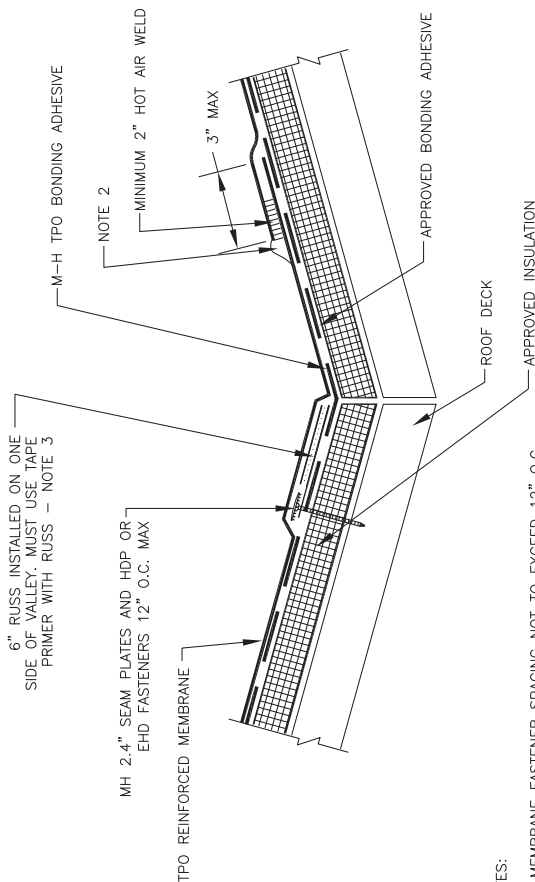 6" RUSS INSTALLED ON ONE
SIDE OF VALLEY. MUST USE TAPE
PRIMER WITH RUSS – NOTE 3
MH 2.4" SEAM PLATES AND HDP OR
EHD FASTENERS 12" O.C. MAX
TPO REINFORCED MEMBRANE
M–H TPO BONDING ADHESIVE
NOTE 2
MINIMUM 2" HOT AIR WELD
3" MAX
APPROVED BONDING ADHESIVE
ROOF DECK
APPROVED INSULATION
ES:
MEMBRANE FASTENER SPACING NOT TO EXCEED 12" O.C.